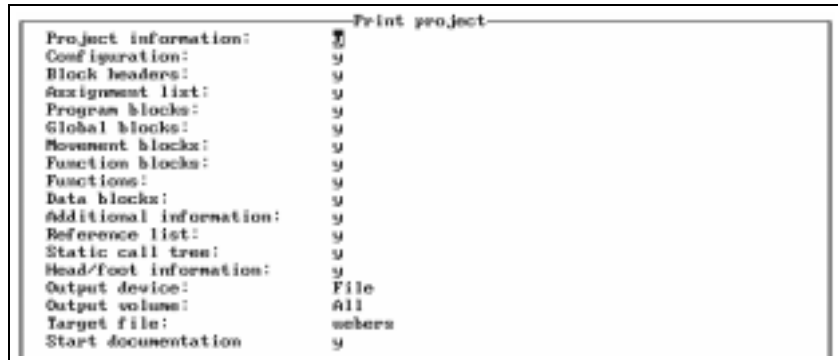 Print project
Project information: y
Configuration: y
Block headers: y
Assignment list: y
Program blocks: y
Global blocks: y
Movement blocks: y
Function blocks: y
Functions: y
Data blocks: y
Additional information: y
Reference list: y
Static call tree: y
Head/foot information: y
Output device: File
Output volume: All
Target file: webers
Start documentation y